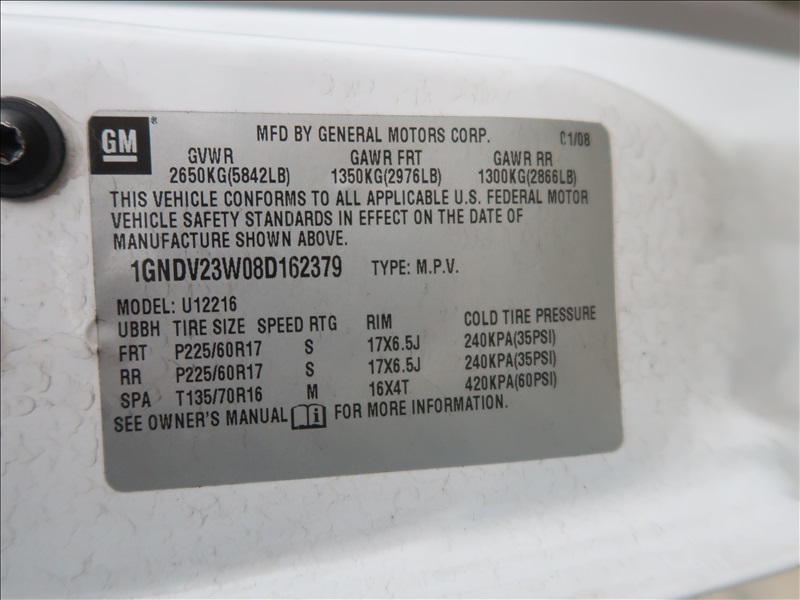 GM ® MFD BY GENERAL MOTORS CORP. 01/08
GVWR GAWR FRT GAWR RR
2650KG(5842LB) 1350KG(2976LB) 1300KG(2866LB)
THIS VEHICLE CONFORMS TO ALL APPLICABLE U.S. FEDERAL MOTOR
VEHICLE SAFETY STANDARDS IN EFFECT ON THE DATE OF
MANUFACTURE SHOWN ABOVE.
1GNDV23W08D162379 TYPE: M.P.V.
MODEL: U12216
UBBH TIRE SIZE SPEED RTG RIM COLD TIRE PRESSURE
FRT P225/60R17 S 17X6.5J 240KPA(35PSI)
RR P225/60R17 S 17X6.5J 240KPA(35PSI)
SPA T135/70R16 M 16X4T 420KPA(60PSI)
SEE OWNER'S MANUAL i FOR MORE INFORMATION.